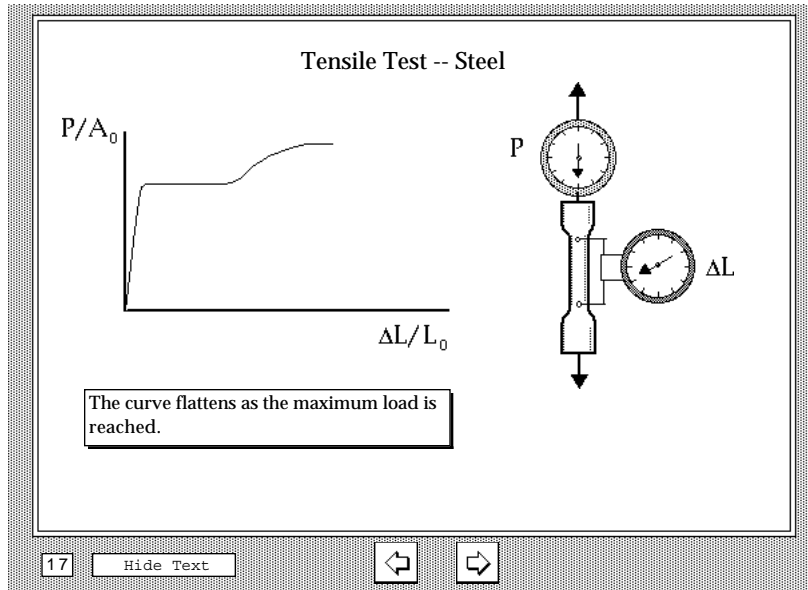 Tensile Test -- Steel
P/A₀
P
ΔL
ΔL/L₀
The curve flattens as the maximum load is
reached.
17
Hide Text